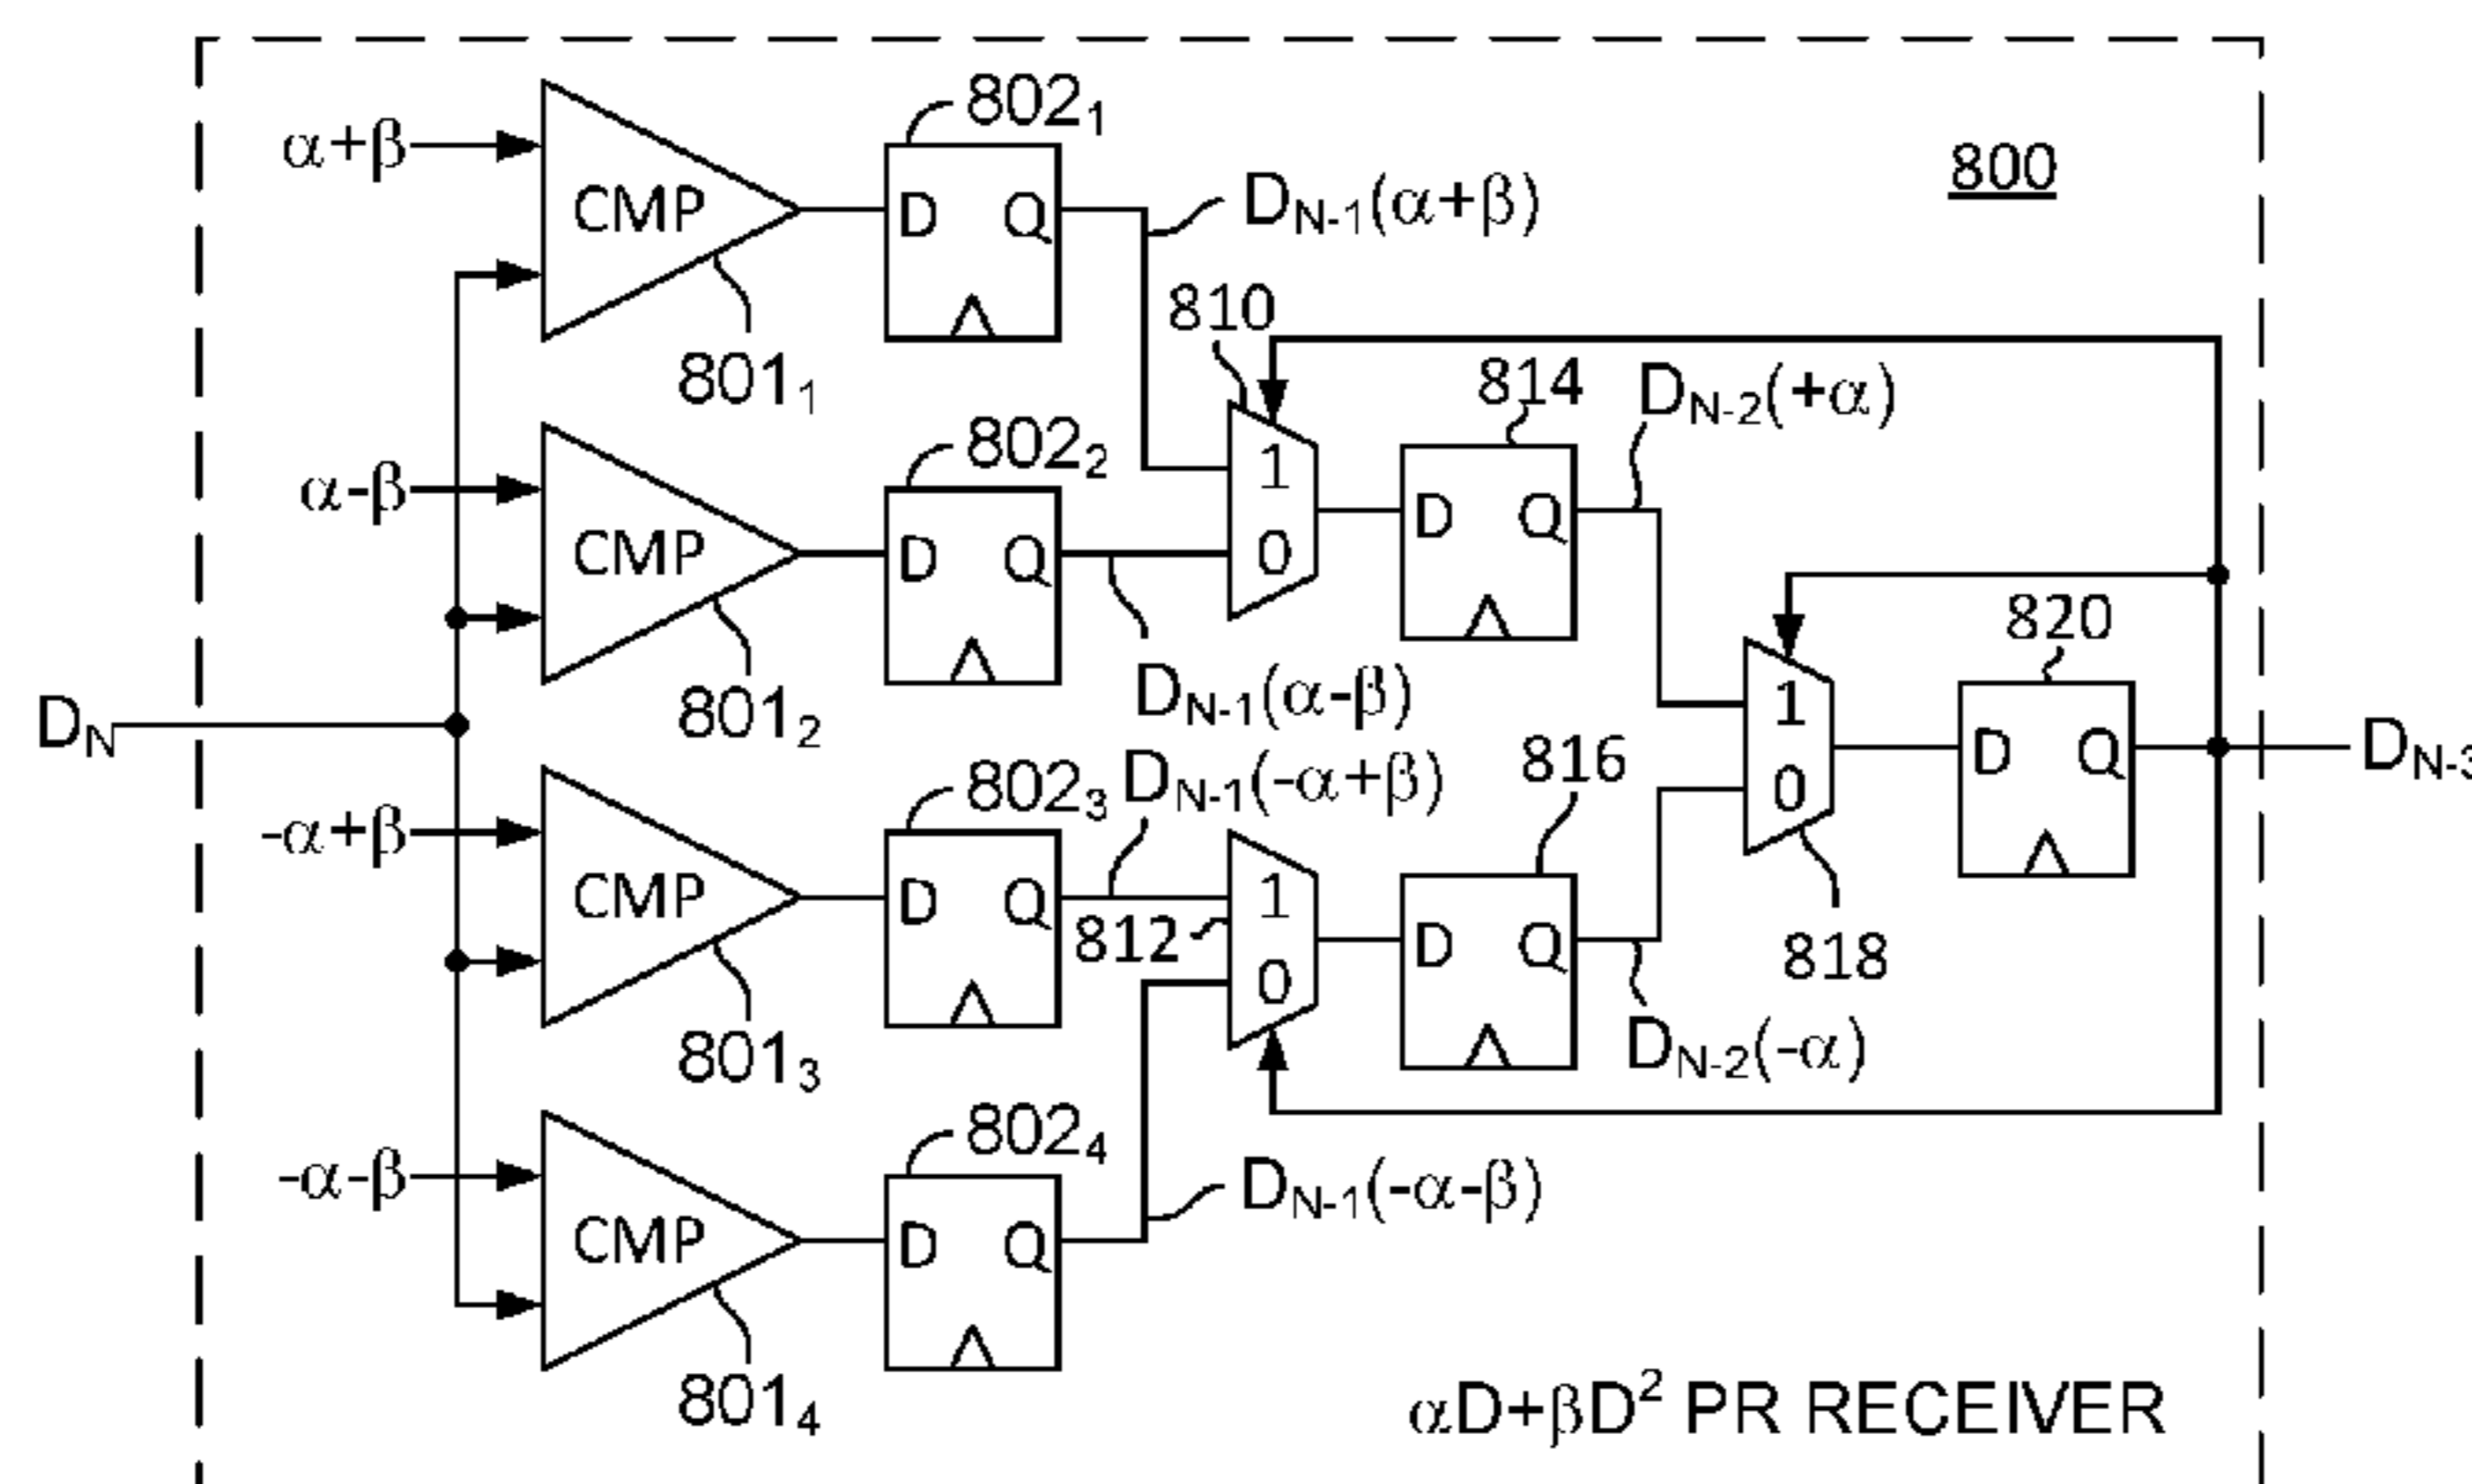 α+β
CMP
802₁
D Q
801₁
D_N-1(α+β)
800
810
α-β
CMP
802₂
D Q
801₂
D_N-1(α-β)
1
0
814
D Q
D_N-2(+α)
D_N
820
1
0
D Q
D_N-3
818
-α+β
CMP
802₃
D Q
801₃
D_N-1(-α+β)
812
1
0
816
D Q
D_N-2(-α)
-α-β
CMP
802₄
D Q
801₄
D_N-1(-α-β)
αD+βD² PR RECEIVER